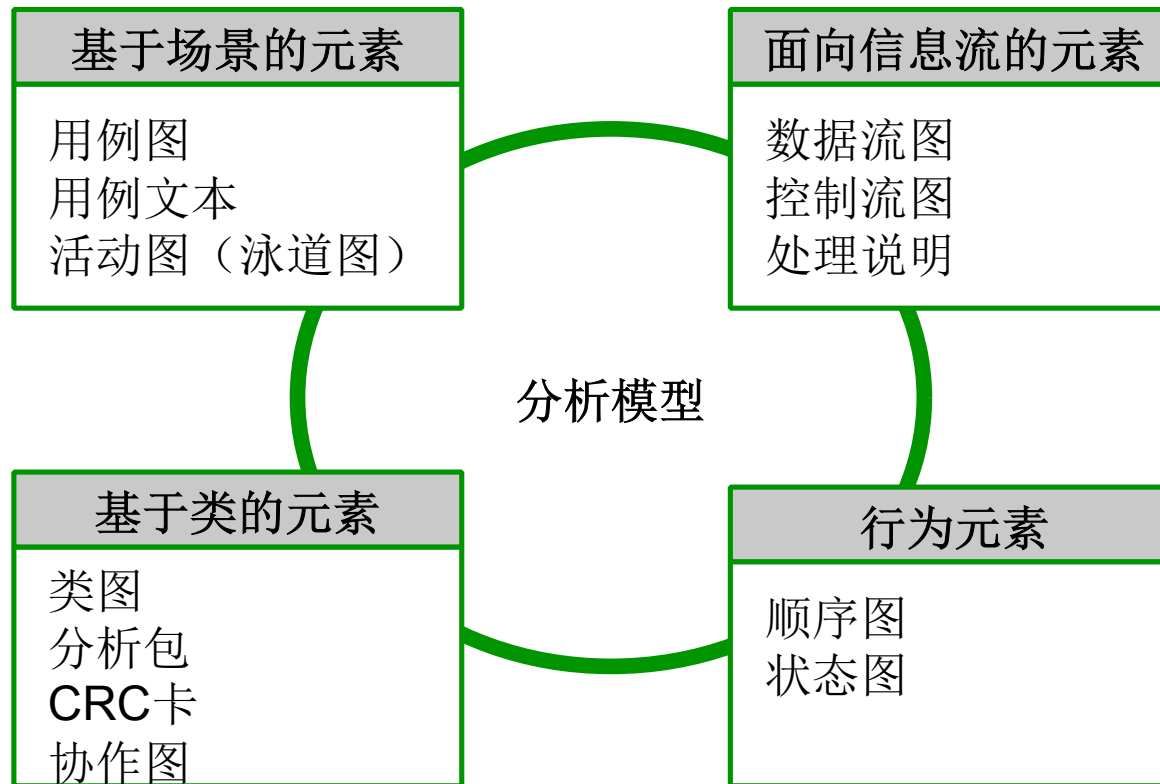 基于场景的元素
用例图
用例文本
活动图（泳道图）
面向信息流的元素
数据流图
控制流图
处理说明
分析模型
基于类的元素
类图
分析包
CRC卡
协作图
行为元素
顺序图
状态图